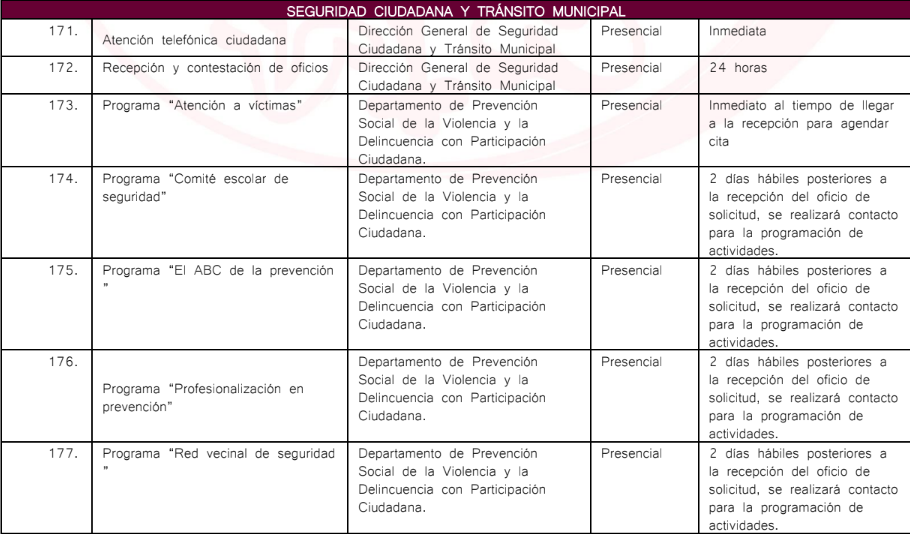 SEGURIDAD CIUDADANA Y TRÁNSITO MUNICIPAL
171.
Atención telefónica ciudadana
Dirección General de Seguridad
Ciudadana y Tránsito Municipal
Presencial
Inmediata
172.
Recepción y contestación de oficios
Dirección General de Seguridad
Ciudadana y Tránsito Municipal
Presencial
24 horas
173.
Programa “Atención a víctimas”
Departamento de Prevención
Social de la Violencia y la
Delincuencia con Participación
Ciudadana.
Presencial
Inmediato al tiempo de llegar
a la recepción para agendar
cita
174.
Programa “Comité escolar de
seguridad”
Departamento de Prevención
Social de la Violencia y la
Delincuencia con Participación
Ciudadana.
Presencial
2 días hábiles posteriores a
la recepción del oficio de
solicitud, se realizará contacto
para la programación de
actividades.
175.
Programa “El ABC de la prevención
”
Departamento de Prevención
Social de la Violencia y la
Delincuencia con Participación
Ciudadana.
Presencial
2 días hábiles posteriores a
la recepción del oficio de
solicitud, se realizará contacto
para la programación de
actividades.
176.
Programa “Profesionalización en
prevención”
Departamento de Prevención
Social de la Violencia y la
Delincuencia con Participación
Ciudadana.
Presencial
2 días hábiles posteriores a
la recepción del oficio de
solicitud, se realizará contacto
para la programación de
actividades.
177.
Programa “Red vecinal de seguridad
”
Departamento de Prevención
Social de la Violencia y la
Delincuencia con Participación
Ciudadana.
Presencial
2 días hábiles posteriores a
la recepción del oficio de
solicitud, se realizará contacto
para la programación de
actividades.